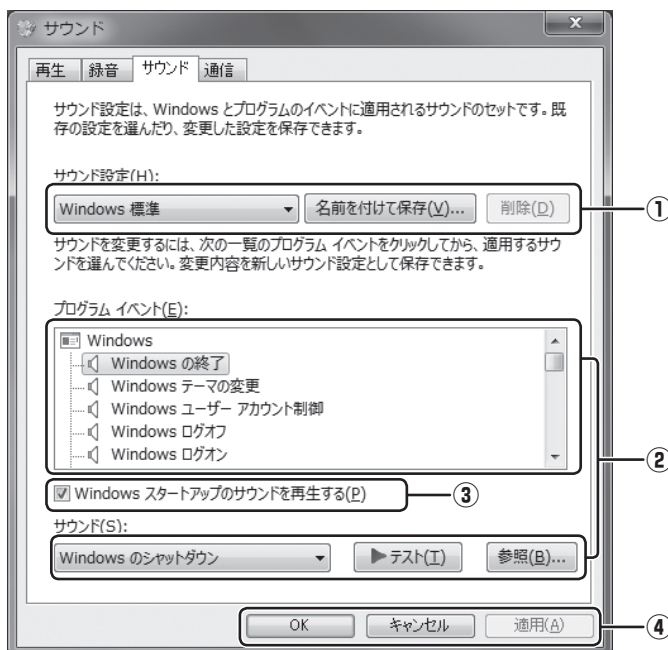 サウンド
再生 録音 サウンド 通信
サウンド設定は、Windows とプログラムのイベントに適用されるサウンドのセットです。既
存の設定を選んだり、変更した設定を保存できます。
サウンド設定(H):
Windows 標準 名前を付けて保存(V)... 削除(D) ①
サウンドを変更するには、次の一覧のプログラム イベントをクリックしてから、適用するサウ
ンドを選んでください。変更内容を新しいサウンド設定として保存できます。
プログラム イベント(E):
Windows
Windows の終了
Windows テーマの変更
Windows ユーザー アカウント制御
Windows ログオフ
Windows ログオン
②
Windows スタートアップのサウンドを再生する(P) ③
サウンド(S):
Windows のシャットダウン テスト(T) 参照(B)...
OK キャンセル 適用(A) ④